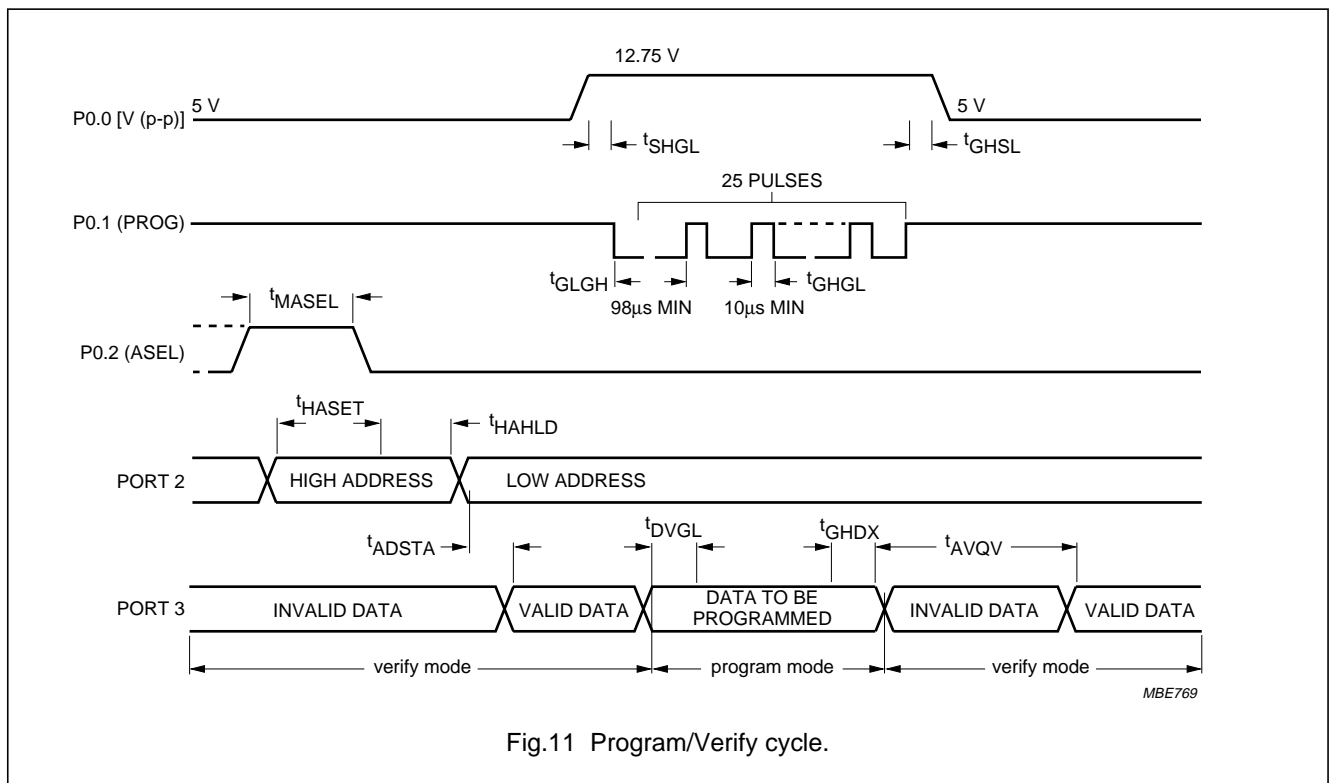 12.75 V
P0.0 [V (p-p)] 5 V 5 V
tSHGL tGHSL
25 PULSES
P0.1 (PROG)
tGLGH tGHGL
98μs MIN 10μs MIN
tMASEL
P0.2 (ASEL)
tHASET tHAHLD
PORT 2 HIGH ADDRESS LOW ADDRESS
tADSTA tDVGL tGHDX tAVQV
PORT 3 INVALID DATA VALID DATA DATA TO BE PROGRAMMED INVALID DATA VALID DATA
verify mode program mode verify mode
MBE769
Fig.11 Program/Verify cycle.